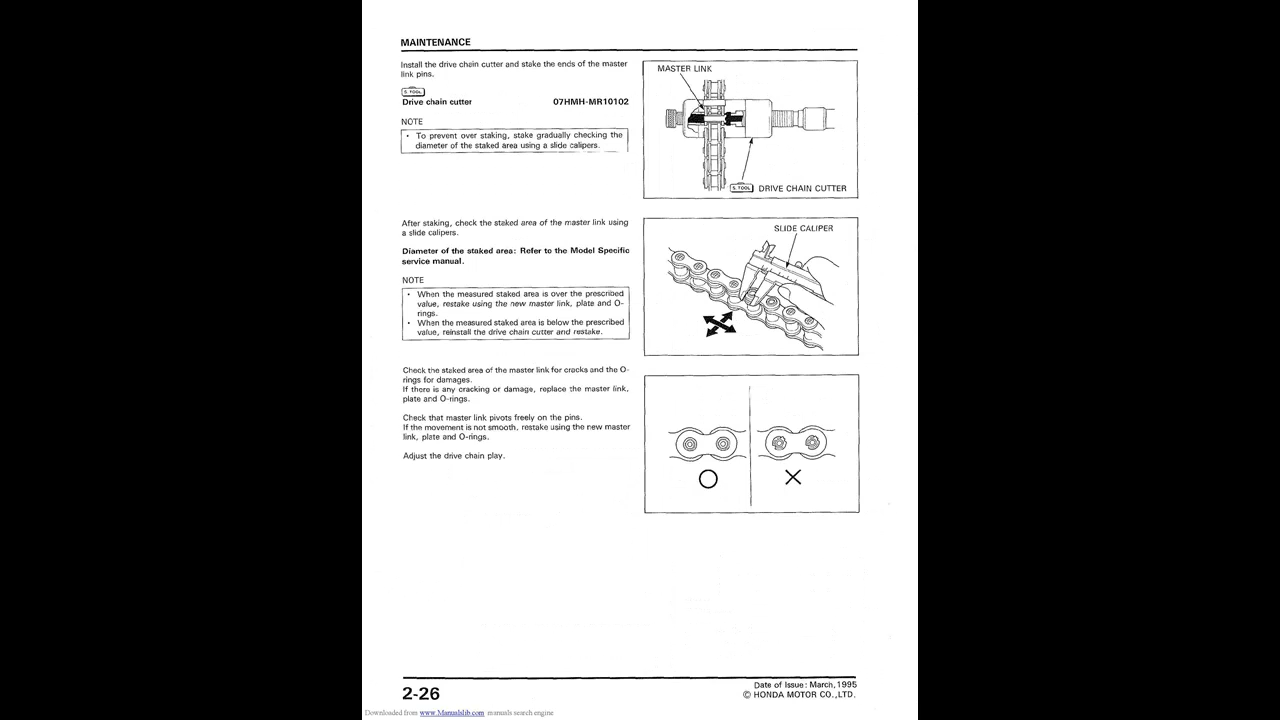 MAINTENANCE
Install the drive chain cutter and stake the ends of the master
link pins.
S. TOOL
Drive chain cutter 07HMH-MR10102
NOTE
• To prevent over staking, stake gradually checking the
diameter of the staked area using a slide calipers.
MASTER LINK
S. TOOL DRIVE CHAIN CUTTER
After staking, check the staked area of the master link using
a slide calipers.
Diameter of the staked area: Refer to the Model Specific
service manual.
NOTE
• When the measured staked area is over the prescribed
value, restake using the new master link, plate and O-
rings.
• When the measured staked area is below the prescribed
value, reinstall the drive chain cutter and restake.
SLIDE CALIPER
Check the staked area of the master link for cracks and the O-
rings for damages.
If there is any cracking or damage, replace the master link,
plate and O-rings.
Check that master link pivots freely on the pins.
If the movement is not smooth, restake using the new master
link, plate and O-rings.
Adjust the drive chain play.
2-26
Date of Issue: March, 1995
© HONDA MOTOR CO.,LTD.
Downloaded from www.Manualslib.com manuals search engine